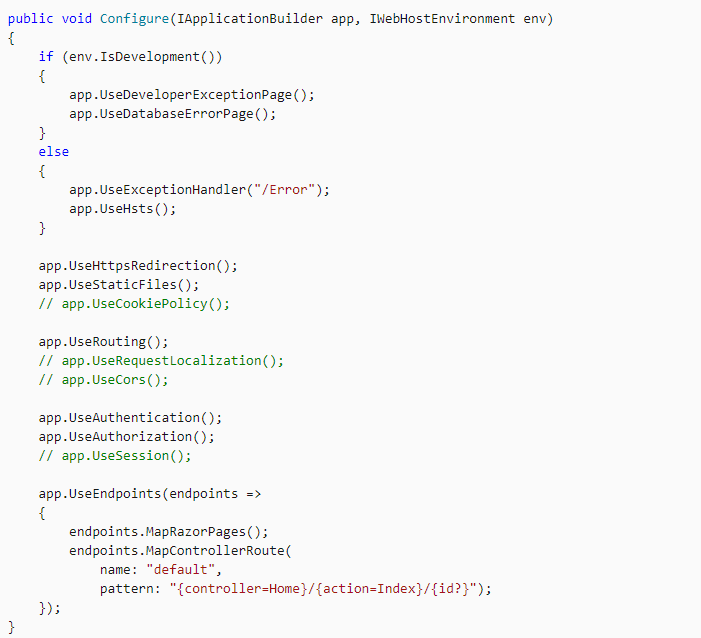 public void Configure(IApplicationBuilder app, IWebHostEnvironment env)
{
    if (env.IsDevelopment())
    {
        app.UseDeveloperExceptionPage();
        app.UseDatabaseErrorPage();
    }
    else
    {
        app.UseExceptionHandler("/Error");
        app.UseHsts();
    }

    app.UseHttpsRedirection();
    app.UseStaticFiles();
    // app.UseCookiePolicy();

    app.UseRouting();
    // app.UseRequestLocalization();
    // app.UseCors();

    app.UseAuthentication();
    app.UseAuthorization();
    // app.UseSession();

    app.UseEndpoints(endpoints =>
    {
        endpoints.MapRazorPages();
        endpoints.MapControllerRoute(
            name: "default",
            pattern: "{controller=Home}/{action=Index}/{id?}");
    });
}